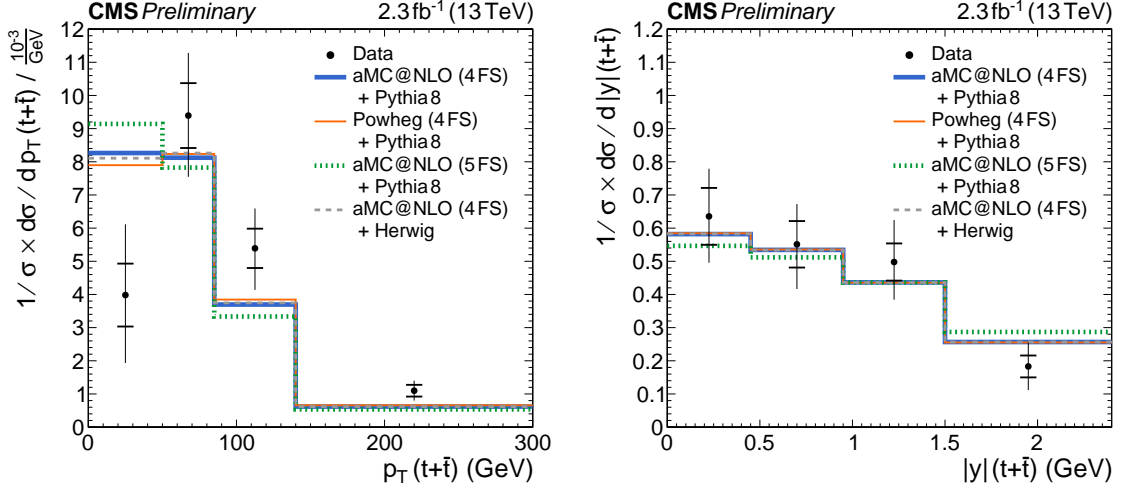 CMS Preliminary 2.3 fb⁻¹ (13 TeV)
1/ σ × dσ / d p_T (t+t̄) / 10⁻³/GeV
12
11
10
9
8
7
6
5
4
3
2
1
0
Data
aMC@NLO (4FS)
+ Pythia 8
Powheg (4FS)
+ Pythia 8
aMC@NLO (5FS)
+ Pythia 8
aMC@NLO (4FS)
+ Herwig
0 100 200 300
p_T (t+t̄) (GeV)
CMS Preliminary 2.3 fb⁻¹ (13 TeV)
1/ σ × dσ / d |y| (t+t̄)
1.2
1.1
1
0.9
0.8
0.7
0.6
0.5
0.4
0.3
0.2
0.1
0
Data
aMC@NLO (4FS)
+ Pythia 8
Powheg (4FS)
+ Pythia 8
aMC@NLO (5FS)
+ Pythia 8
aMC@NLO (4FS)
+ Herwig
0 0.5 1 1.5 2
|y| (t+t̄) (GeV)